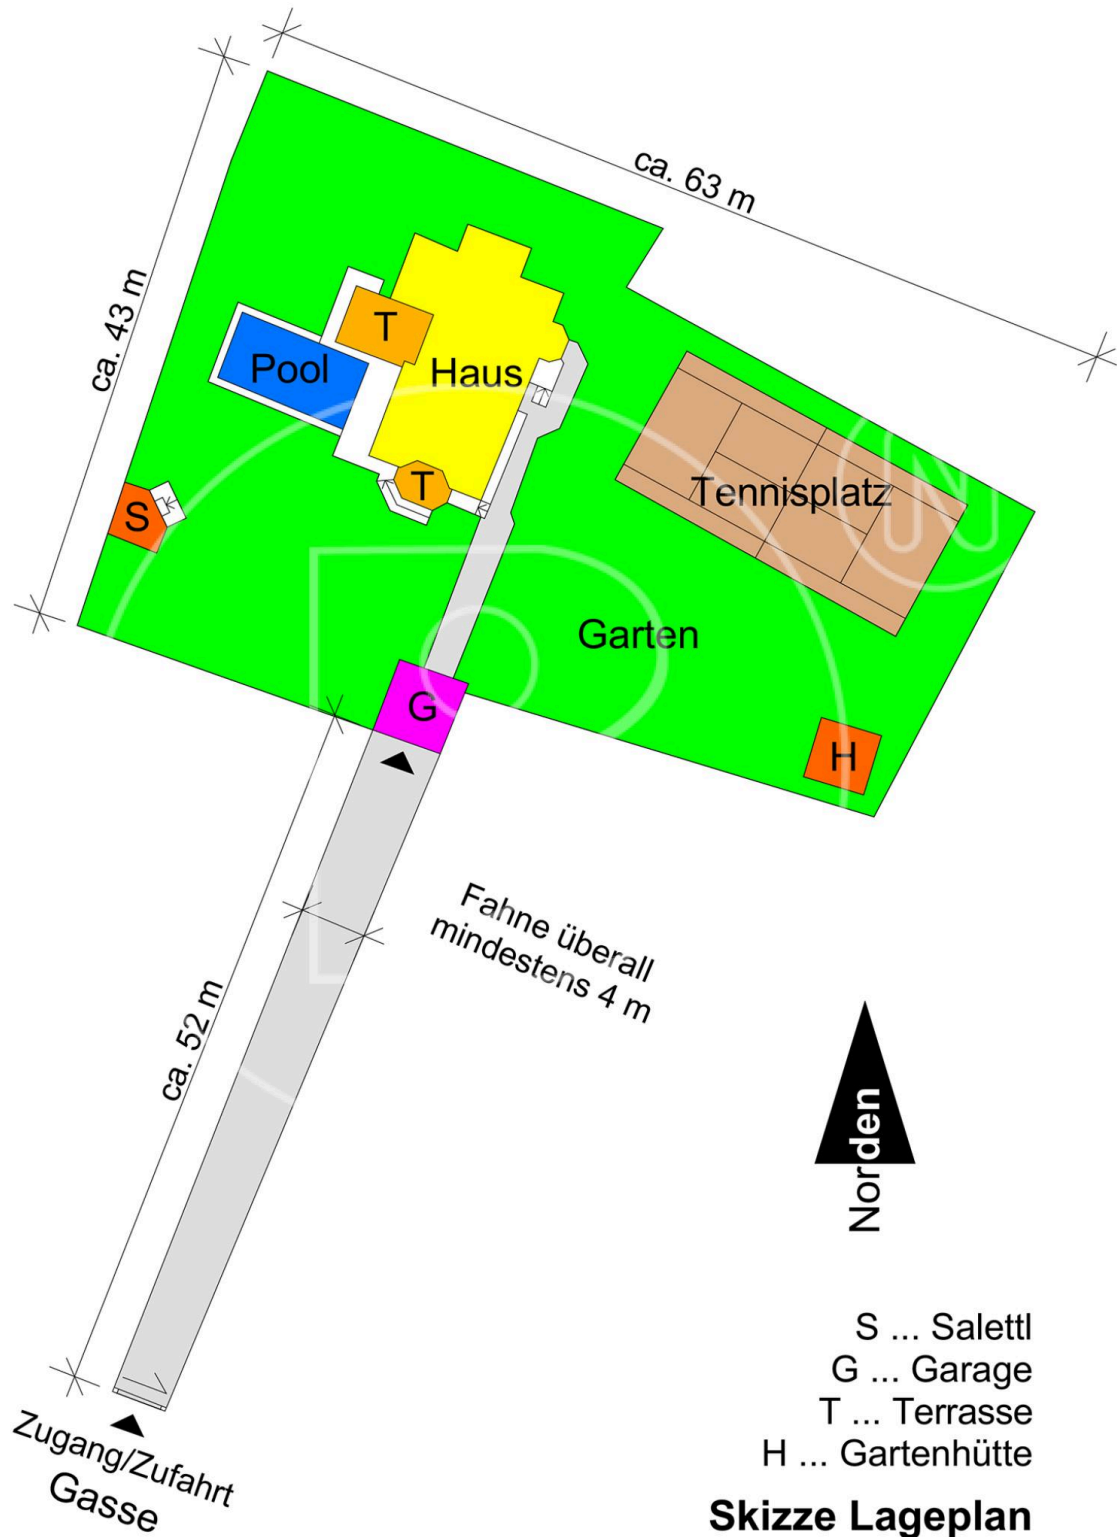 ca. 63 m
ca. 43 m
T
Pool
Haus
T
Tennisplatz
S
N
Garten
G
H
Fahne überall
mindestens 4 m
ca. 52 m
Norden
S ... Salettl
G ... Garage
T ... Terrasse
H ... Gartenhütte
Zugang/Zufahrt
Gasse
Skizze Lageplan